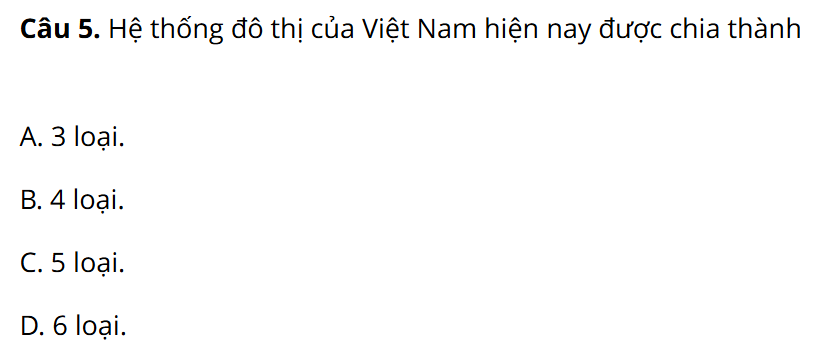 Câu 5. Hệ thống đô thị của Việt Nam hiện nay được chia thành
A. 3 loại.
B. 4 loại.
C. 5 loại.
D. 6 loại.